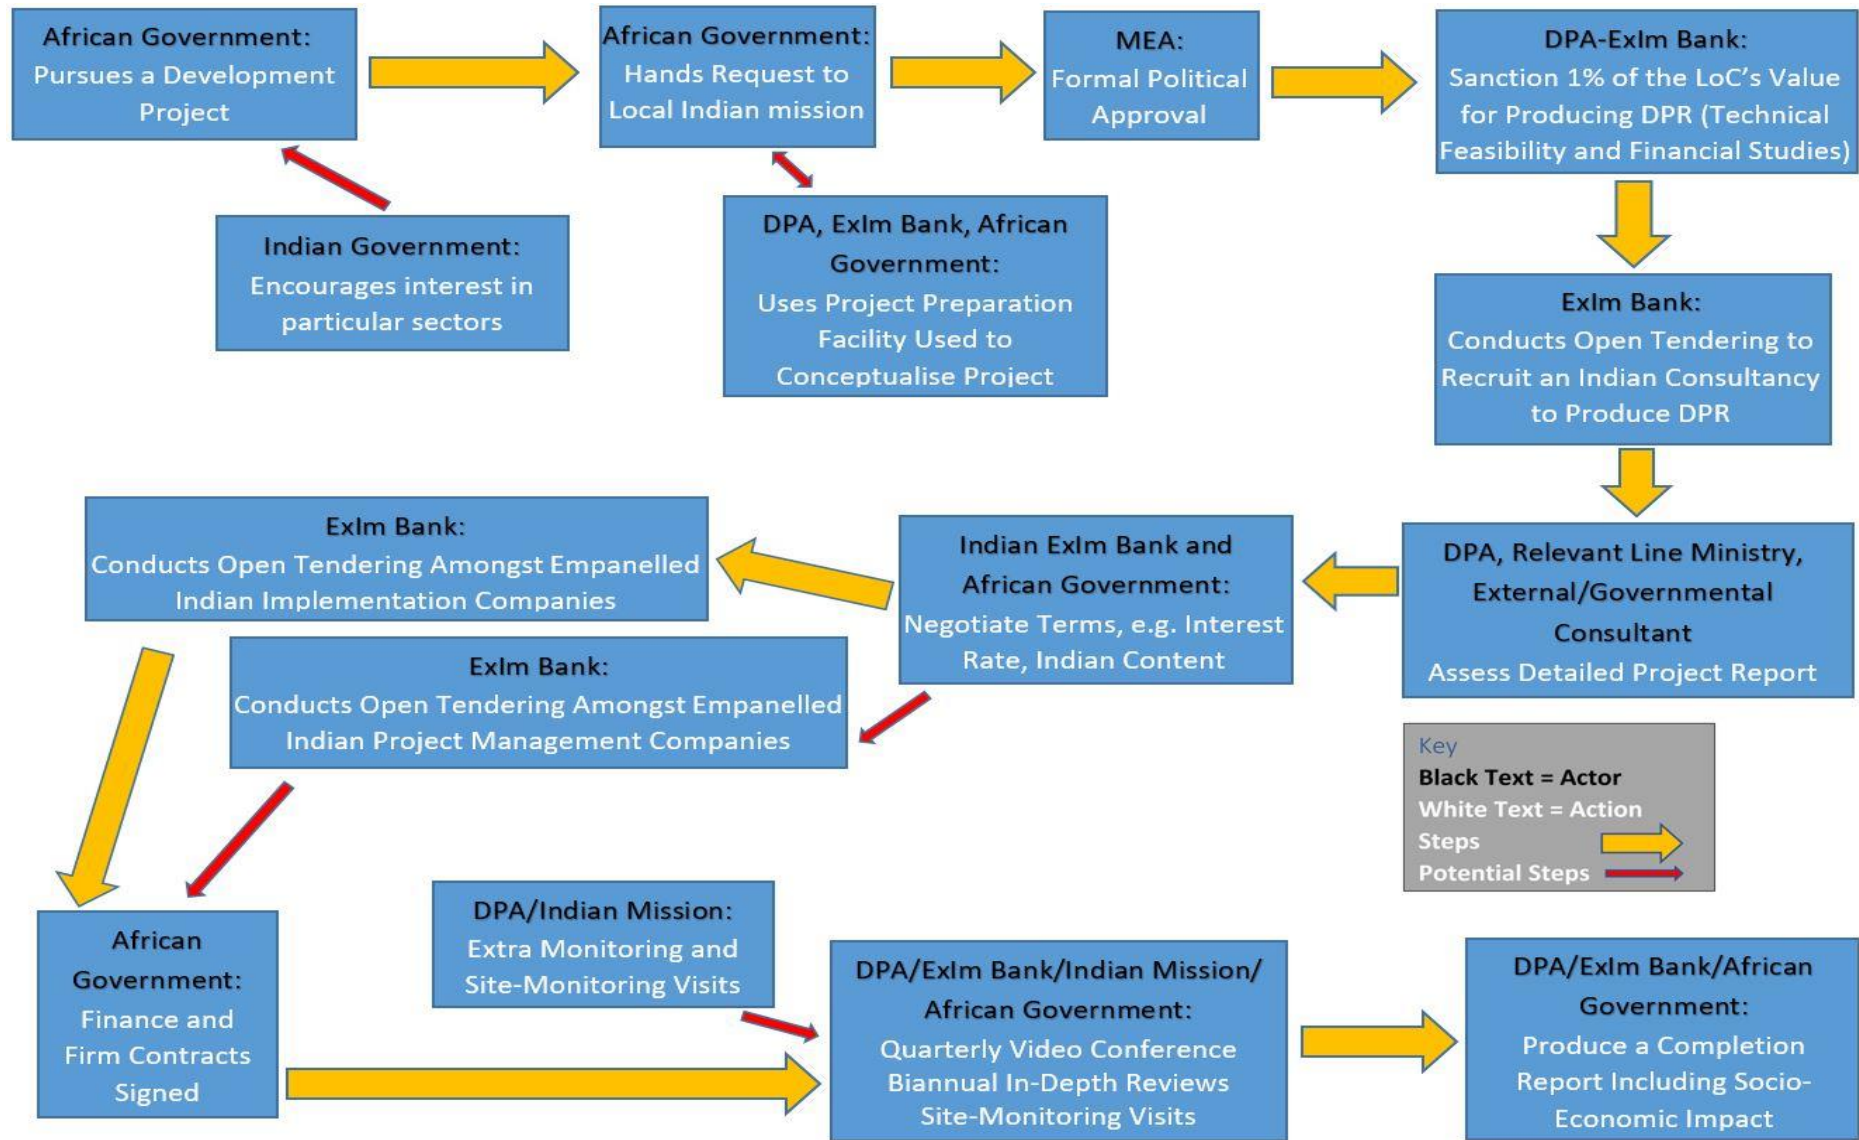 African Government:
Pursues a Development
Project
African Government:
Hands Request to
Local Indian mission
MEA:
Formal Political
Approval
DPA-ExIm Bank:
Sanction 1% of the LoC's Value
for Producing DPR (Technical
Feasibility and Financial Studies)
Indian Government:
Encourages interest in
particular sectors
DPA, ExIm Bank, African
Government:
Uses Project Preparation
Facility Used to
Conceptualise Project
ExIm Bank:
Conducts Open Tendering to
Recruit an Indian Consultancy
to Produce DPR
ExIm Bank:
Conducts Open Tendering Amongst Empanelled
Indian Implementation Companies
Indian ExIm Bank and
African Government:
Negotiate Terms, e.g. Interest
Rate, Indian Content
DPA, Relevant Line Ministry,
External/Governmental
Consultant
Assess Detailed Project Report
ExIm Bank:
Conducts Open Tendering Amongst Empanelled
Indian Project Management Companies
Key
Black Text = Actor
White Text = Action
Steps
Potential Steps
African
Government:
Finance and
Firm Contracts
Signed
DPA/Indian Mission:
Extra Monitoring and
Site-Monitoring Visits
DPA/ExIm Bank/Indian Mission/
African Government:
Quarterly Video Conference
Biannual In-Depth Reviews
Site-Monitoring Visits
DPA/ExIm Bank/African
Government:
Produce a Completion
Report Including Socio-
Economic Impact